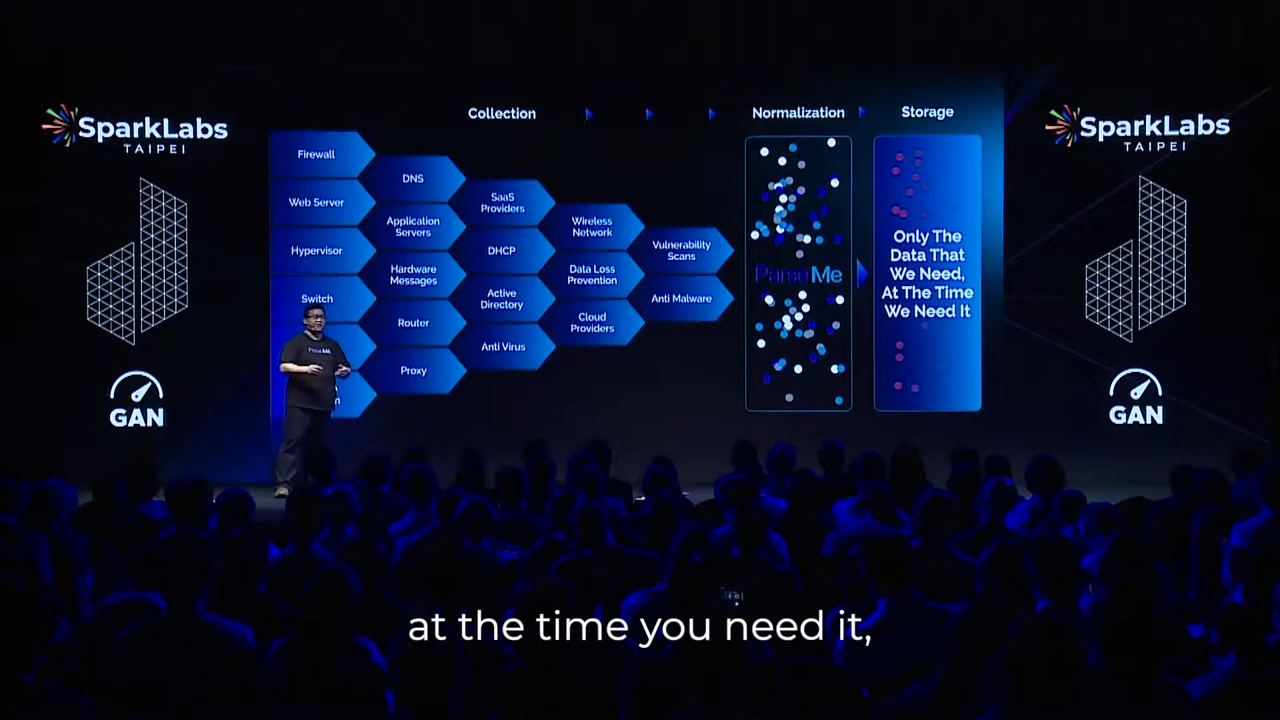 SparkLabs
TAIPEI
GAN
Collection
Normalization
Storage
Firewall
Web Server
Hypervisor
Switch
DNS
Application
Servers
Hardware
Messages
Router
Proxy
SaaS
Providers
DHCP
Active
Directory
Anti Virus
Wireless
Network
Data Loss
Prevention
Cloud
Providers
Vulnerability
Scans
Anti Malware
ParseMe
Only The
Data That
We Need,
At The Time
We Need It
SparkLabs
TAIPEI
GAN
ParseMe
at the time you need it,